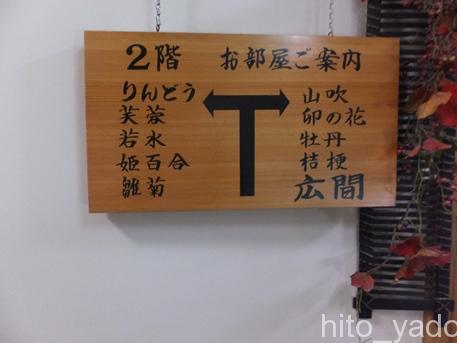 2階 お部屋ご案内
りんどう
芙蓉
若水
姫百合
雛菊
山吹
卯の花
牡丹
桔梗
広間
hito_yado